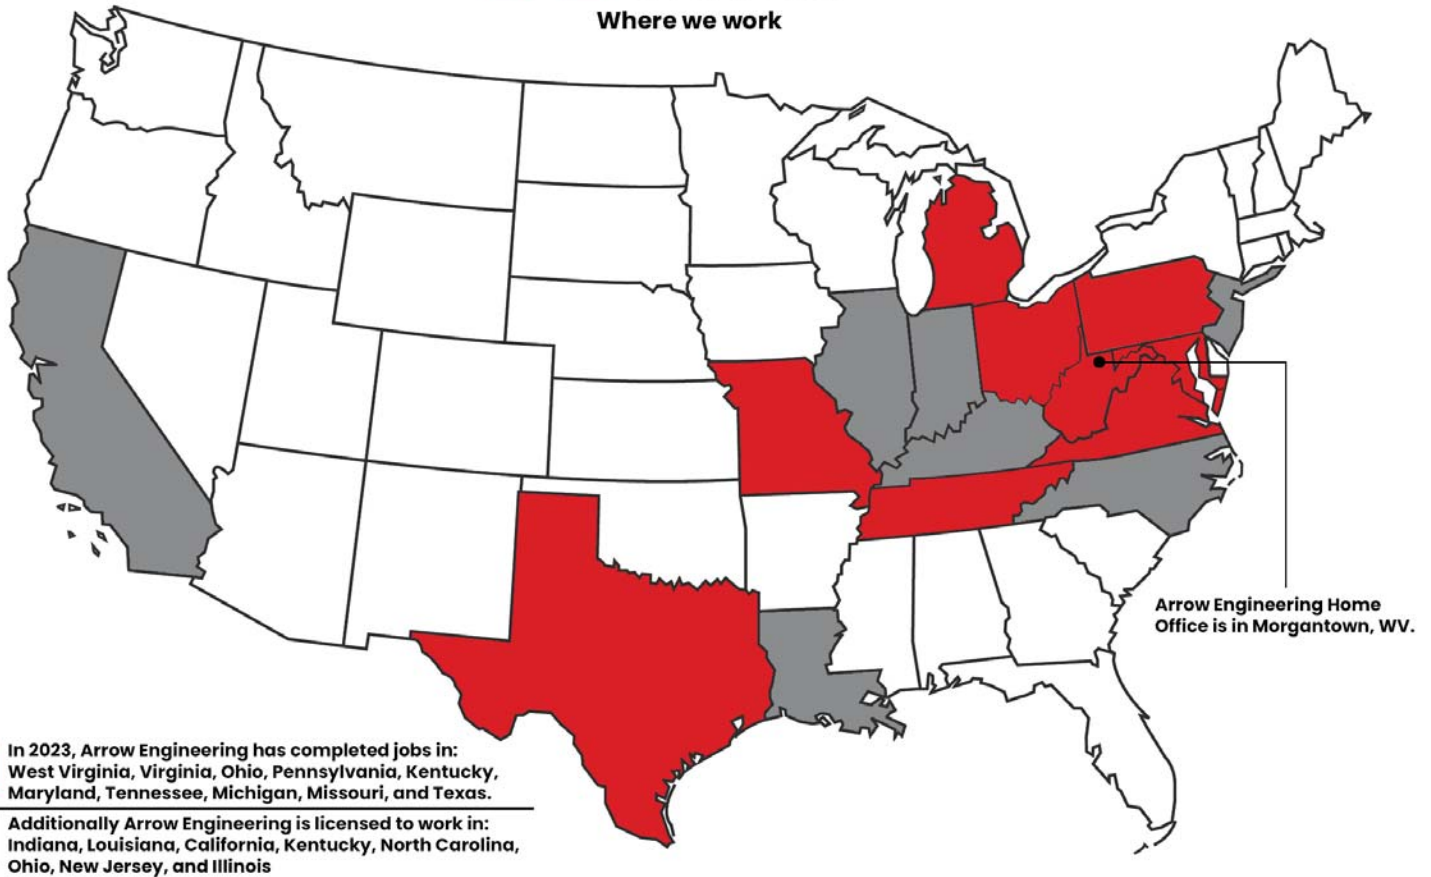 Where we work
Arrow Engineering Home
Office is in Morgantown, WV.
In 2023, Arrow Engineering has completed jobs in:
West Virginia, Virginia, Ohio, Pennsylvania, Kentucky,
Maryland, Tennessee, Michigan, Missouri, and Texas.
Additionally Arrow Engineering is licensed to work in:
Indiana, Louisiana, California, Kentucky, North Carolina,
Ohio, New Jersey, and Illinois